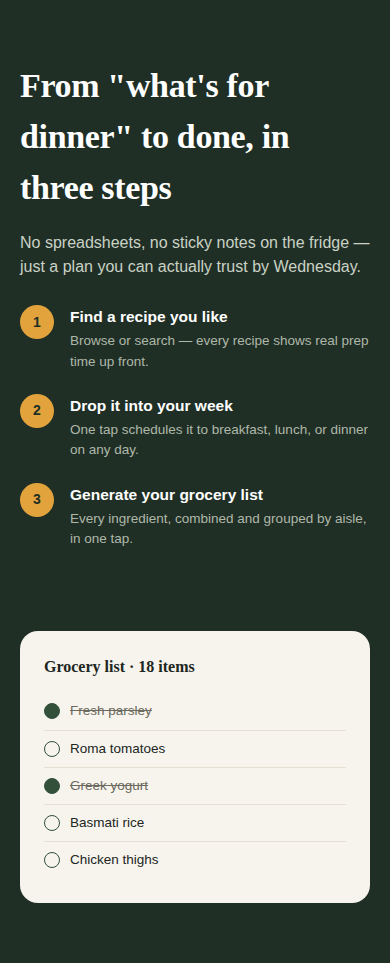 From "what's for
dinner" to done, in
three steps
No spreadsheets, no sticky notes on the fridge —
just a plan you can actually trust by Wednesday.
1
Find a recipe you like
Browse or search — every recipe shows real prep
time up front.
2
Drop it into your week
One tap schedules it to breakfast, lunch, or dinner
on any day.
3
Generate your grocery list
Every ingredient, combined and grouped by aisle,
in one tap.
Grocery list · 18 items
Fresh parsley
Roma tomatoes
Greek yogurt
Basmati rice
Chicken thighs